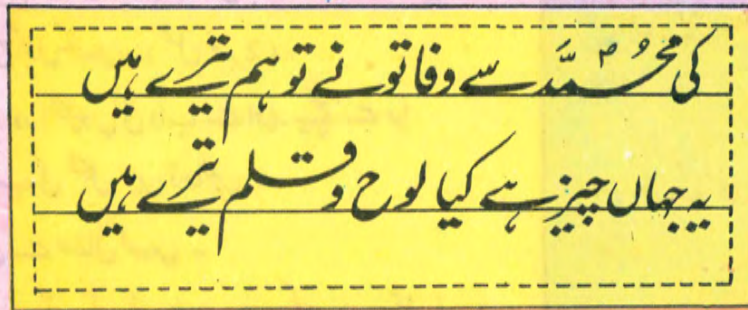 کی محمدؐ سے وفا تو نے تو ہم تیرے ہیں
یہ جہاں چیز ہے کیا لوح و قلم تیرے ہیں